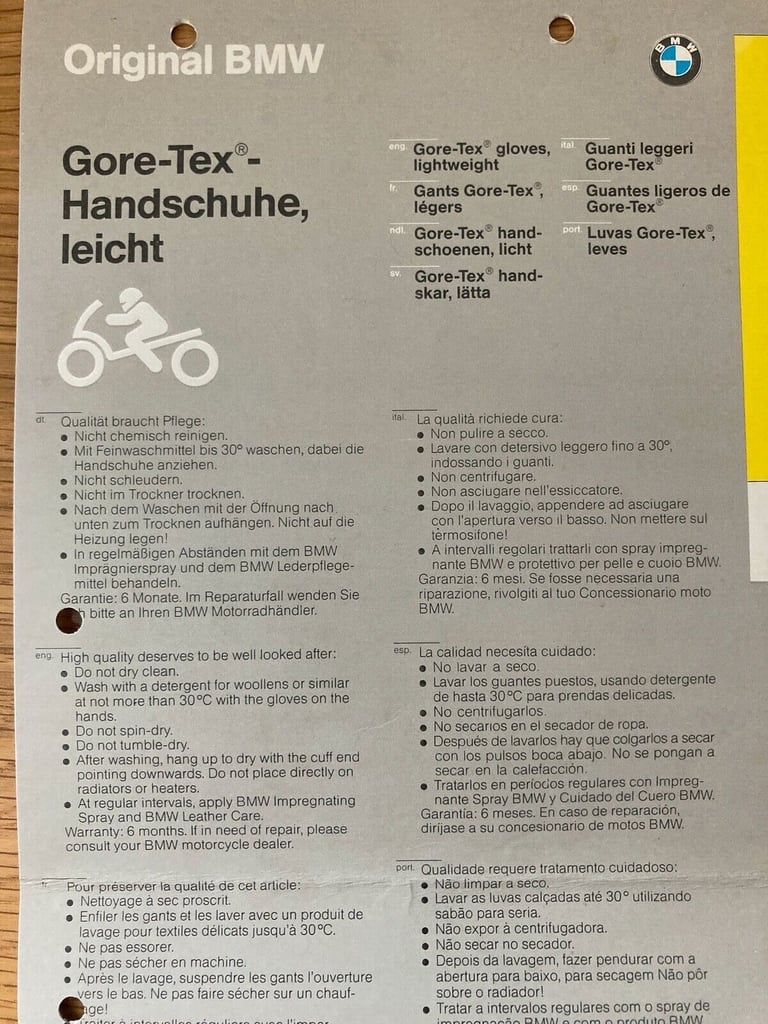 Original BMW
BMW
Gore-Tex®-
Handschuhe,
leicht
eng. Gore-Tex® gloves,
lightweight
fr. Gants Gore-Tex®,
légers
ndl. Gore-Tex® hand-
schoenen, licht
sv. Gore-Tex® hand-
skar, lätta
ital. Guanti leggeri
Gore-Tex®
esp. Guantes ligeros de
Gore-Tex®
port. Luvas Gore-Tex®,
leves
dt. Qualität braucht Pflege:
● Nicht chemisch reinigen.
● Mit Feinwaschmittel bis 30° waschen, dabei die
Handschuhe anziehen.
● Nicht schleudern.
● Nicht im Trockner trocknen.
● Nach dem Waschen mit der Öffnung nach
unten zum Trocknen aufhängen. Nicht auf die
Heizung legen!
● In regelmäßigen Abständen mit dem BMW
Imprägnierspray und dem BMW Lederpflege-
mittel behandeln.
Garantie: 6 Monate. Im Reparaturfall wenden Sie
bitte an Ihren BMW Motorradhändler.
eng. High quality deserves to be well looked after:
● Do not dry clean.
● Wash with a detergent for woollens or similar
at not more than 30°C with the gloves on the
hands.
● Do not spin-dry.
● Do not tumble-dry.
● After washing, hang up to dry with the cuff end
pointing downwards. Do not place directly on
radiators or heaters.
● At regular intervals, apply BMW Impregnating
Spray and BMW Leather Care.
Warranty: 6 months. If in need of repair, please
consult your BMW motorcycle dealer.
fr. Pour préserver la qualité de cet article:
● Nettoyage à sec proscrit.
● Enfiler les gants et les laver avec un produit de
lavage pour textiles délicats jusqu'à 30°C.
● Ne pas essorer.
● Ne pas sécher en machine.
● Après le lavage, suspendre les gants l'ouverture
vers le bas. Ne pas faire sécher sur un chauf-
age!
● Traiter à intervalles réguliers avec l'imper-
ital. La qualità richiede cura:
● Non pulire a secco.
● Lavare con detersivo leggero fino a 30°,
indossando i guanti.
● Non centrifugare.
● Non asciugare nell'essiccatore.
● Dopo il lavaggio, appendere ad asciugare
con l'apertura verso il basso. Non mettere sul
térmosifone!
● A intervalli regolari trattarli con spray impreg-
nante BMW e protettivo per pelle e cuoio BMW.
Garanzia: 6 mesi. Se fosse necessaria una
riparazione, rivolgiti al tuo Concessionario moto
BMW.
esp. La calidad necesíta cuidado:
● No lavar a seco.
● Lavar los guantes puestos, usando detergente
de hasta 30°C para prendas delicadas.
● No centrifugarlos.
● No secarlos en el secador de ropa.
● Después de lavarlos hay que colgarlos a secar
con los pulsos boca abajo. No se pongan a
secar en la calefacción.
● Tratarlos en períodos regulares con Impreg-
nante Spray BMW y Cuidado del Cuero BMW.
Garantía: 6 meses. En caso de reparación,
diríjase a su concesionario de motos BMW.
port. Qualidade requere tratamento cuidadoso:
● Não limpar a seco.
● Lavar as luvas calçadas até 30° utilizando
sabão para seria.
● Não expor à centrifugadora.
● Não secar no secador.
● Depois da lavagem, fazer pendurar com a
abertura para baixo, para secagem Não pôr
sobre o radiador!
● Tratar a intervalos regulares com o spray de
impregnação BMW e com o produto BMW